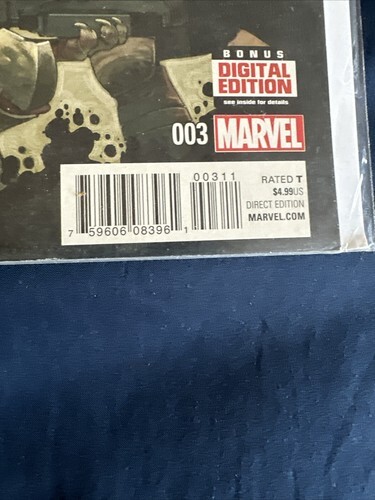 BONUS
DIGITAL
EDITION
see inside for details
003 MARVEL
00311
RATED T
$4.99US
DIRECT EDITION
MARVEL.COM
7 59606 08396 1